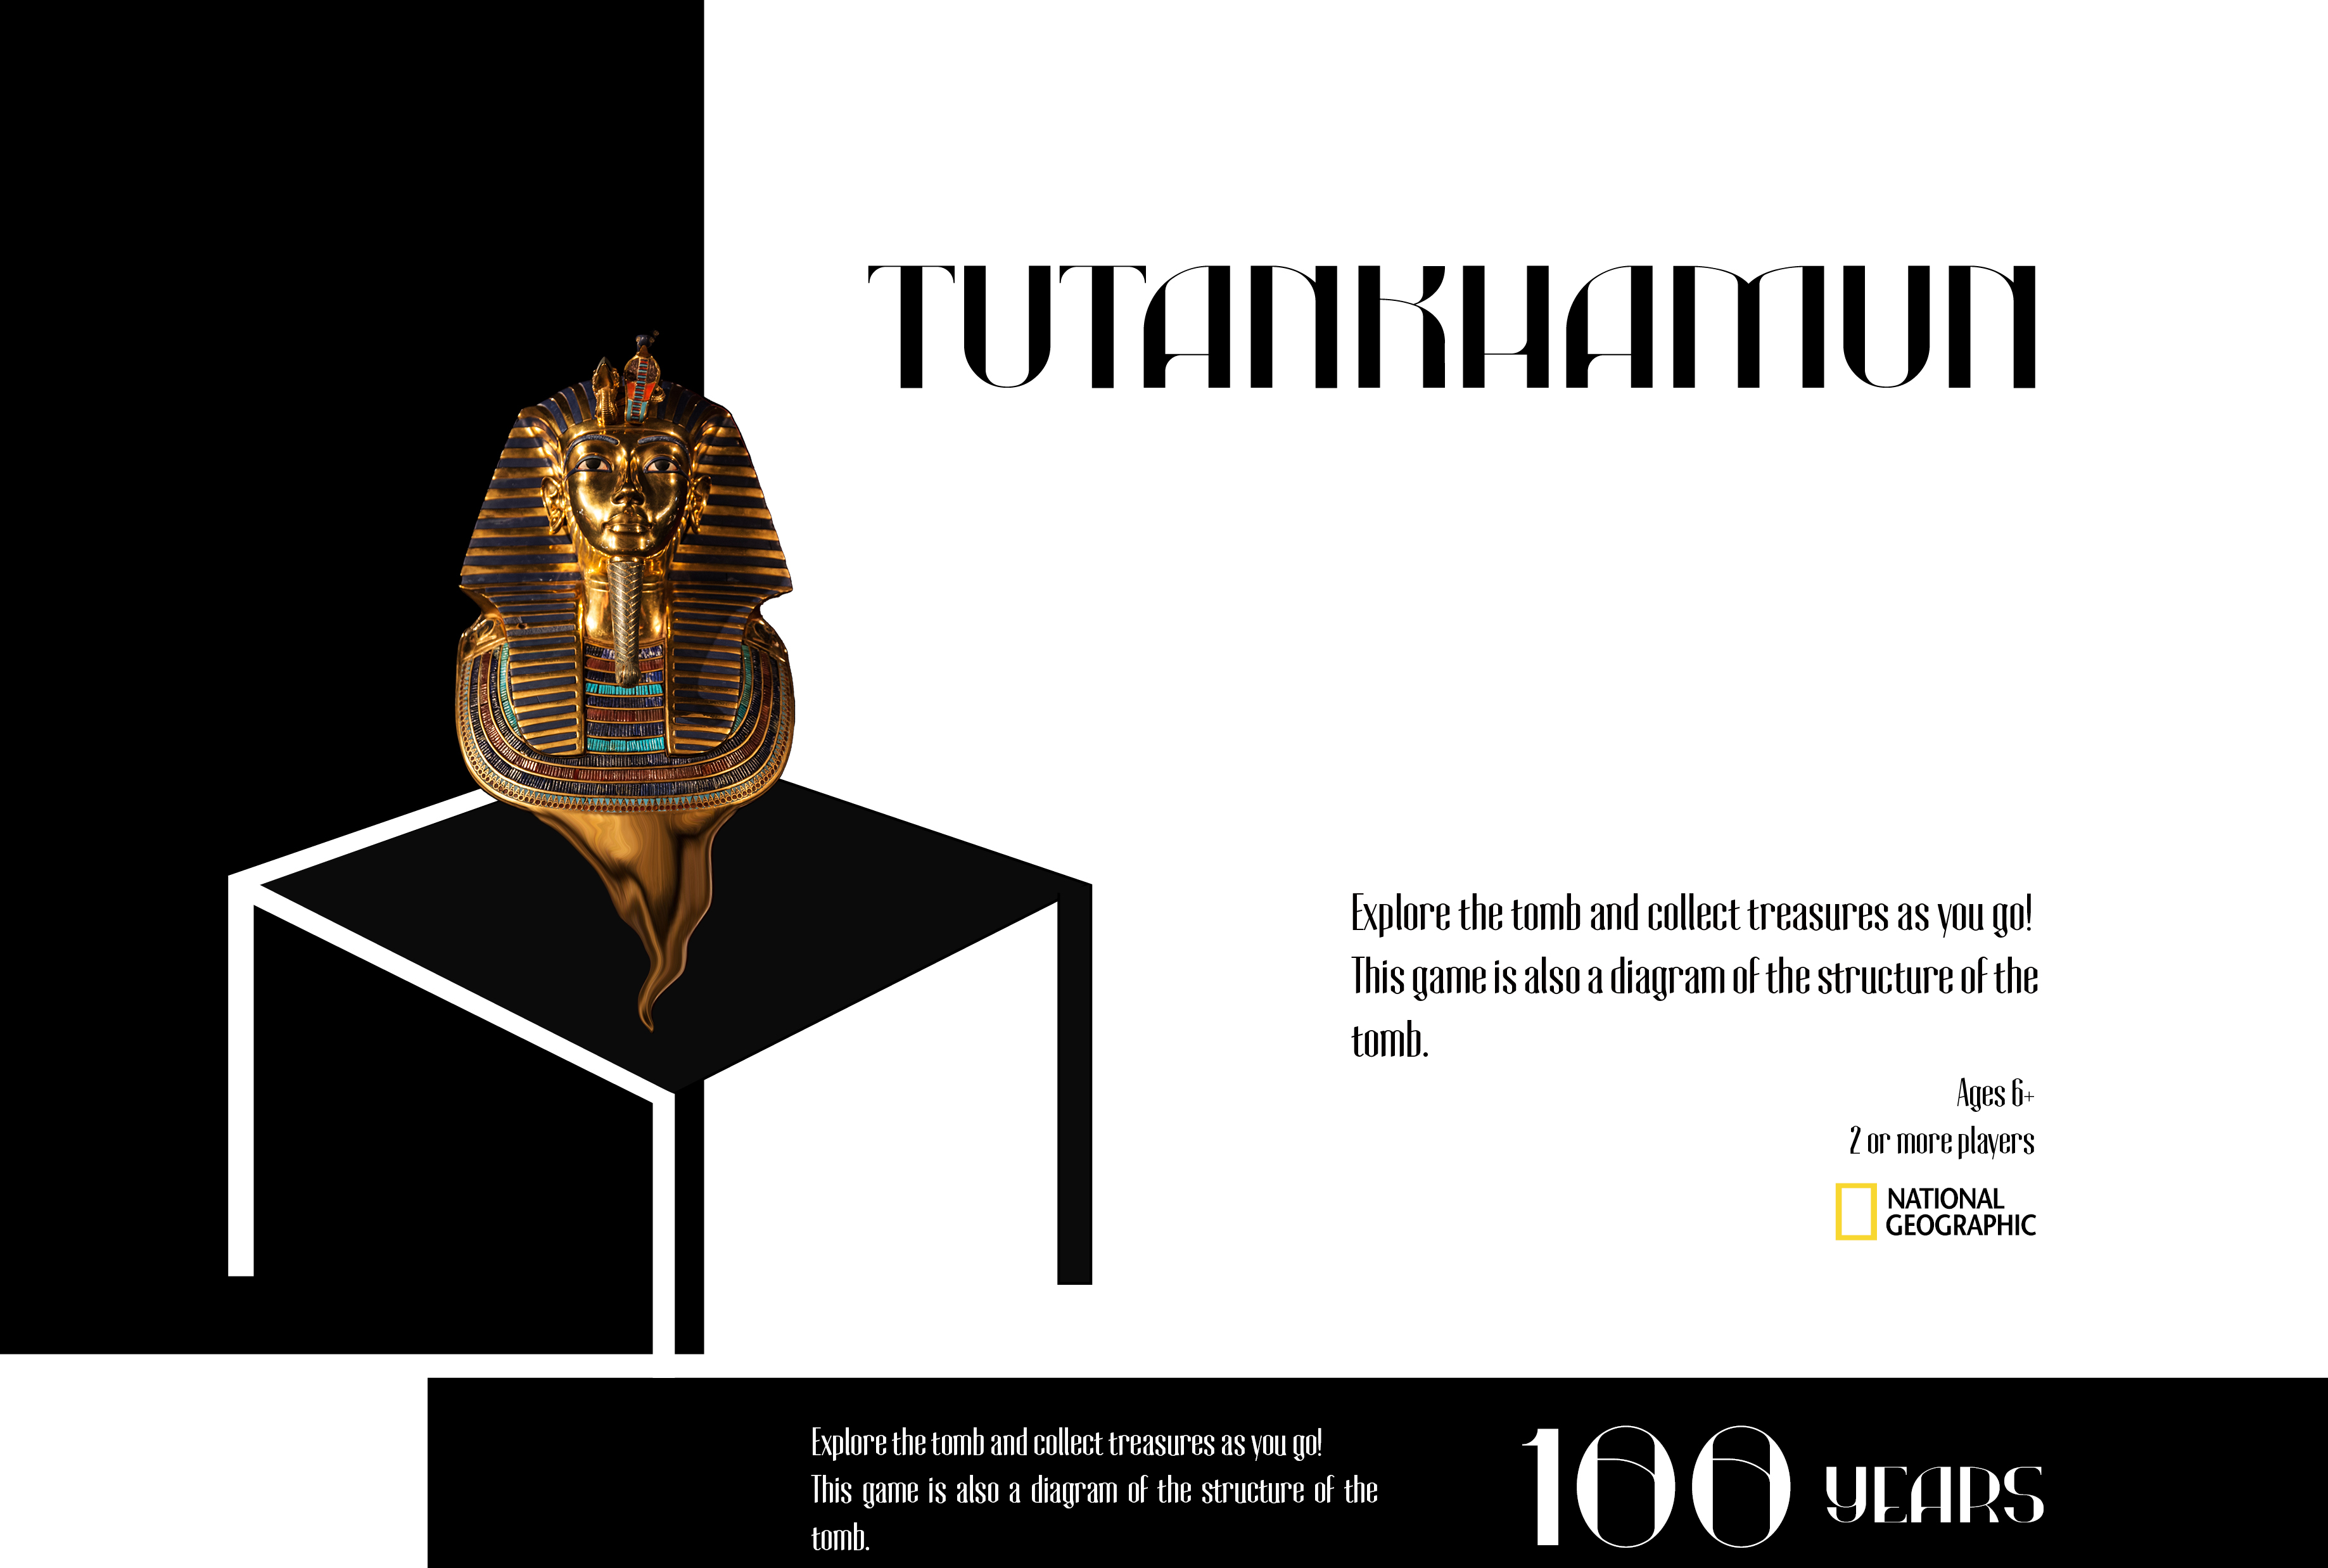 TUTANKHAMUN
Explore the tomb and collect treasures as you go!
This game is also a diagram of the structure of the
tomb.
Ages 6+
2 or more players
NATIONAL
GEOGRAPHIC
Explore the tomb and collect treasures as you go!
This game is also a diagram of the structure of the
tomb.
100 YEARS